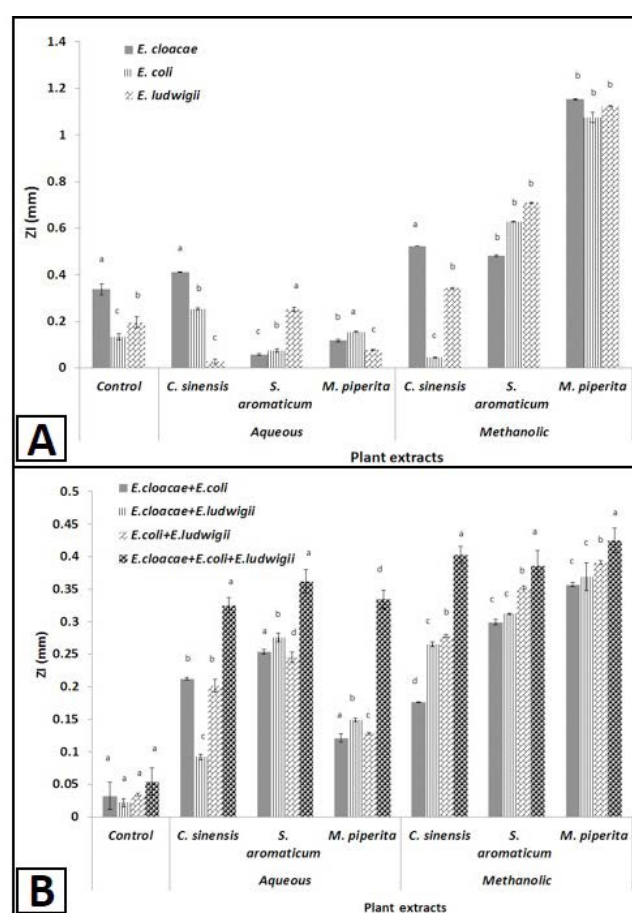 E. cloacae
E. coli
E. ludwigii
ZI (mm)
1.4
1.2
1
0.8
0.6
0.4
0.2
0
a
c
b
a
b
c
c
b
a
b
a
c
a
c
b
b
b
b
b
b
b
Control
C. sinensis
S. aromaticum
M. piperita
C. sinensis
S. aromaticum
M. piperita
Aqueous
Methanolic
Plant extracts
A
E.cloacae+E.coli
E.cloacae+E.ludwigii
E.coli+E.ludwigii
E.cloacae+E.coli+E.ludwigii
ZI (mm)
0.5
0.45
0.4
0.35
0.3
0.25
0.2
0.15
0.1
0.05
0
a
a
a
a
b
c
b
a
a
b
d
a
a
b
c
d
d
c
b
a
c
c
b
a
c
c
b
a
Control
C. sinensis
S.
aromaticum
M. piperita
C. sinensis
S.
aromaticum
M. piperita
Aqueous
Methanolic
Plant extracts
B